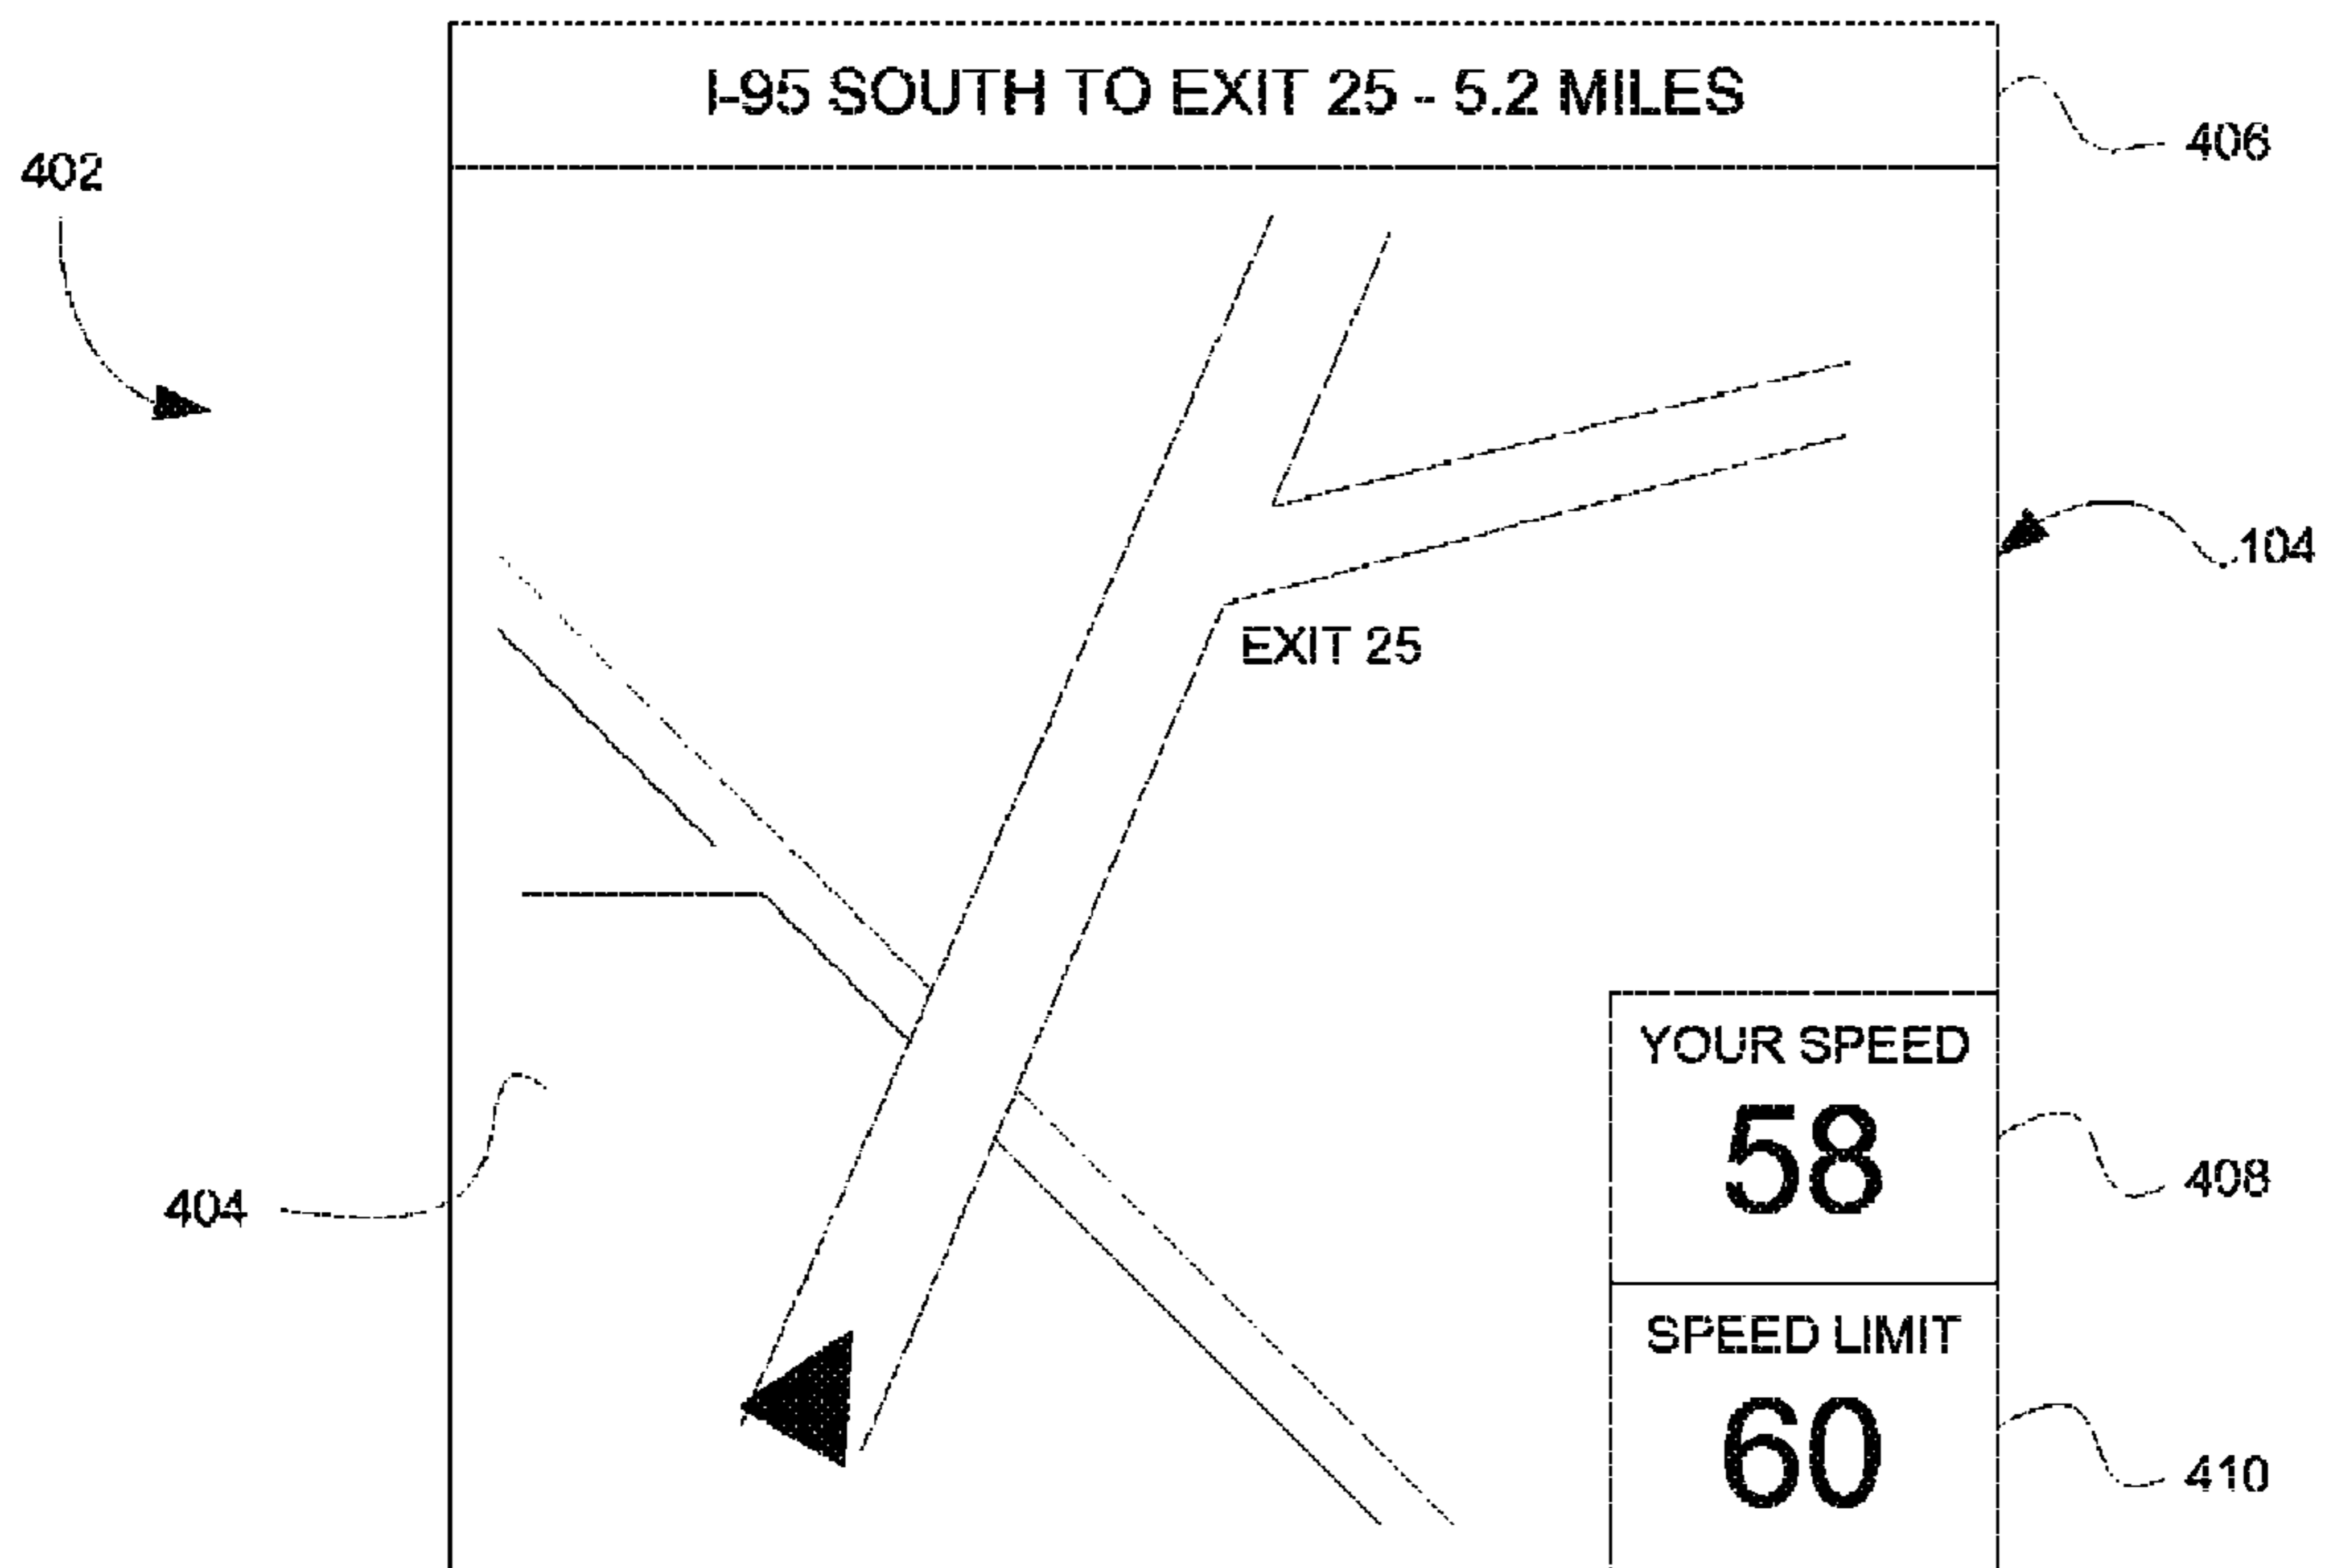 I-95 SOUTH TO EXIT 25 - 5.2 MILES
406
402
104
EXIT 25
YOUR SPEED
58
408
404
SPEED LIMIT
60
410